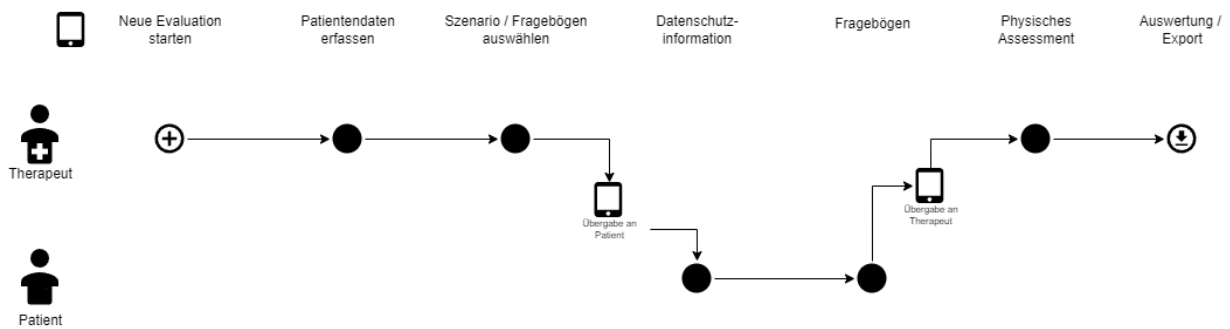 Neue Evaluation
starten
Patientendaten
erfassen
Szenario / Fragebögen
auswählen
Datenschutz-
information
Fragebögen
Physisches
Assessment
Auswertung /
Export
Therapeut
Übergabe an
Patient
Übergabe an
Therapeut
Patient